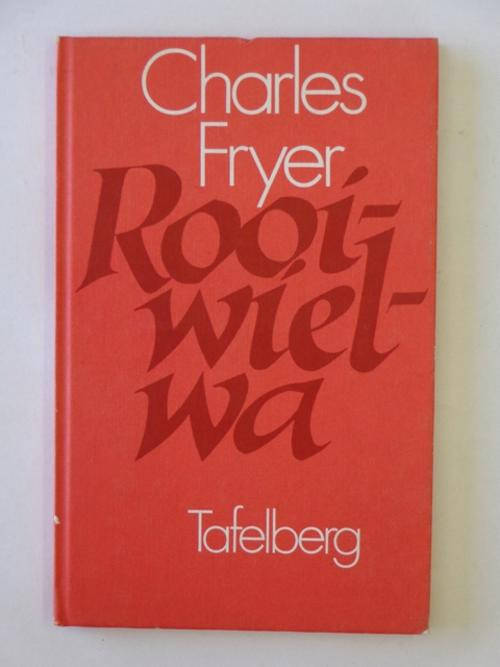 Charles
Fryer
Rooi-
wiel-
wa
Tafelberg